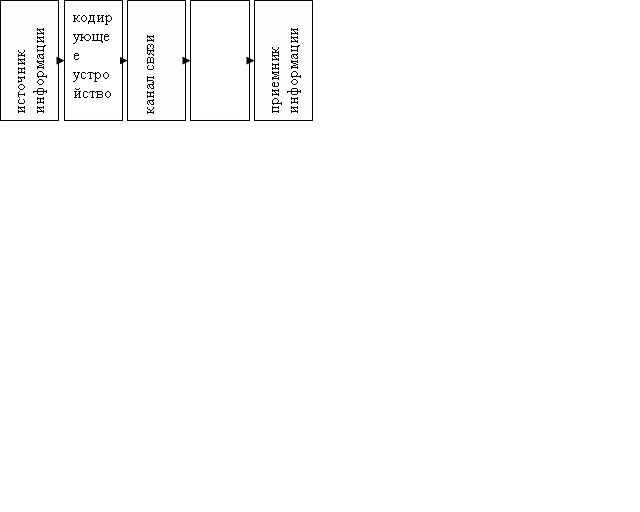 источник
информации
кодир
ующе
е
устро
йство
канал связи
приемник
информации